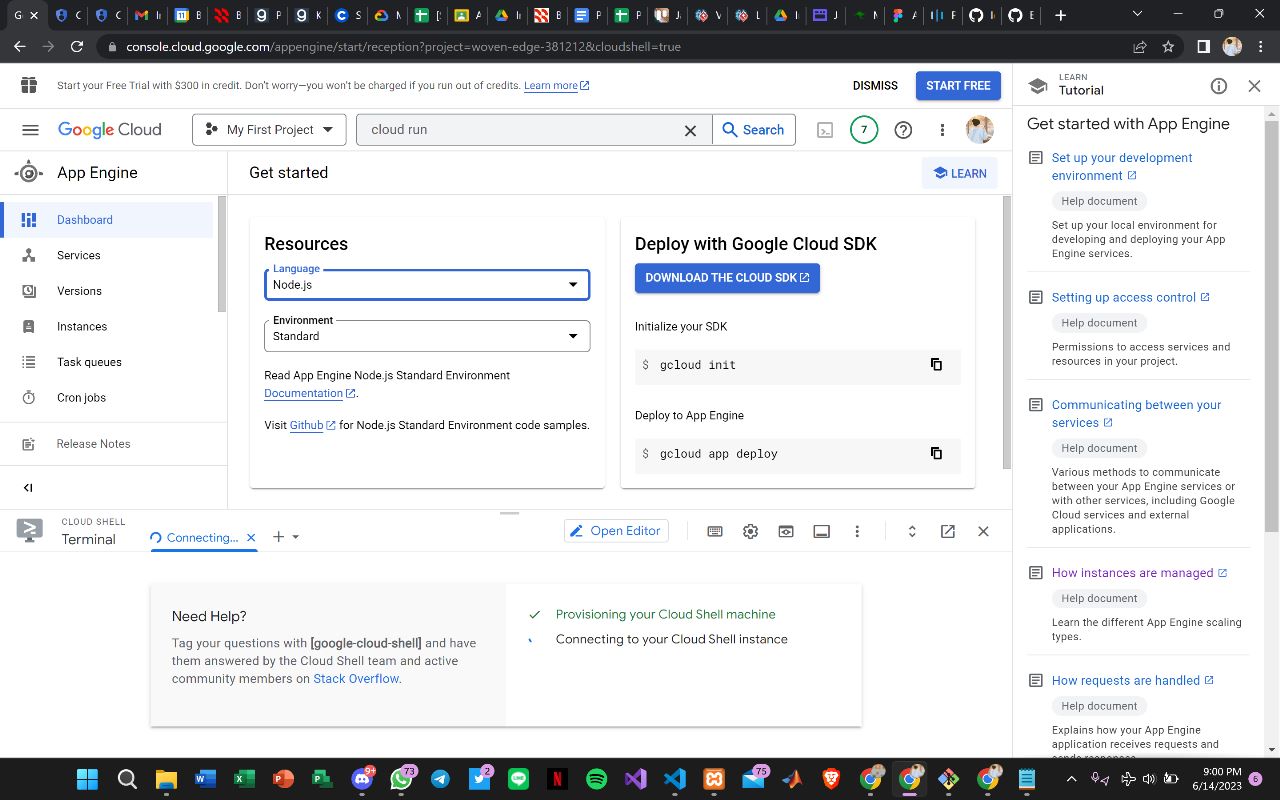 console.cloud.google.com/appengine/start/reception?project=woven-edge-381212&cloudshell=true
Start your Free Trial with $300 in credit. Don't worry—you won't be charged if you run out of credits. Learn more
DISMISS
START FREE
LEARN
Tutorial
Google Cloud
My First Project
cloud run
Search
7
Get started with App Engine
App Engine
Get started
LEARN
Dashboard
Services
Versions
Instances
Task queues
Cron jobs
Release Notes
Resources
Language
Node.js
Environment
Standard
Read App Engine Node.js Standard Environment
Documentation.
Visit Github for Node.js Standard Environment code samples.
Deploy with Google Cloud SDK
DOWNLOAD THE CLOUD SDK
Initialize your SDK
$ gcloud init
Deploy to App Engine
$ gcloud app deploy
Set up your development
environment
Help document
Set up your local environment for
developing and deploying your App
Engine services.
Setting up access control
Help document
Permissions to access services and
resources in your project.
Communicating between your
services
Help document
Various methods to communicate
between your App Engine services or
with other services, including Google
Cloud services and external
applications.
How instances are managed
Help document
Learn the different App Engine scaling
types.
How requests are handled
Help document
Explains how your App Engine
application receives requests and
CLOUD SHELL
Terminal
Connecting...
Open Editor
Need Help?
Tag your questions with [google-cloud-shell] and have
them answered by the Cloud Shell team and active
community members on Stack Overflow.
Provisioning your Cloud Shell machine
Connecting to your Cloud Shell instance
9+
73
2
75
9:00 PM
6/14/2023
6